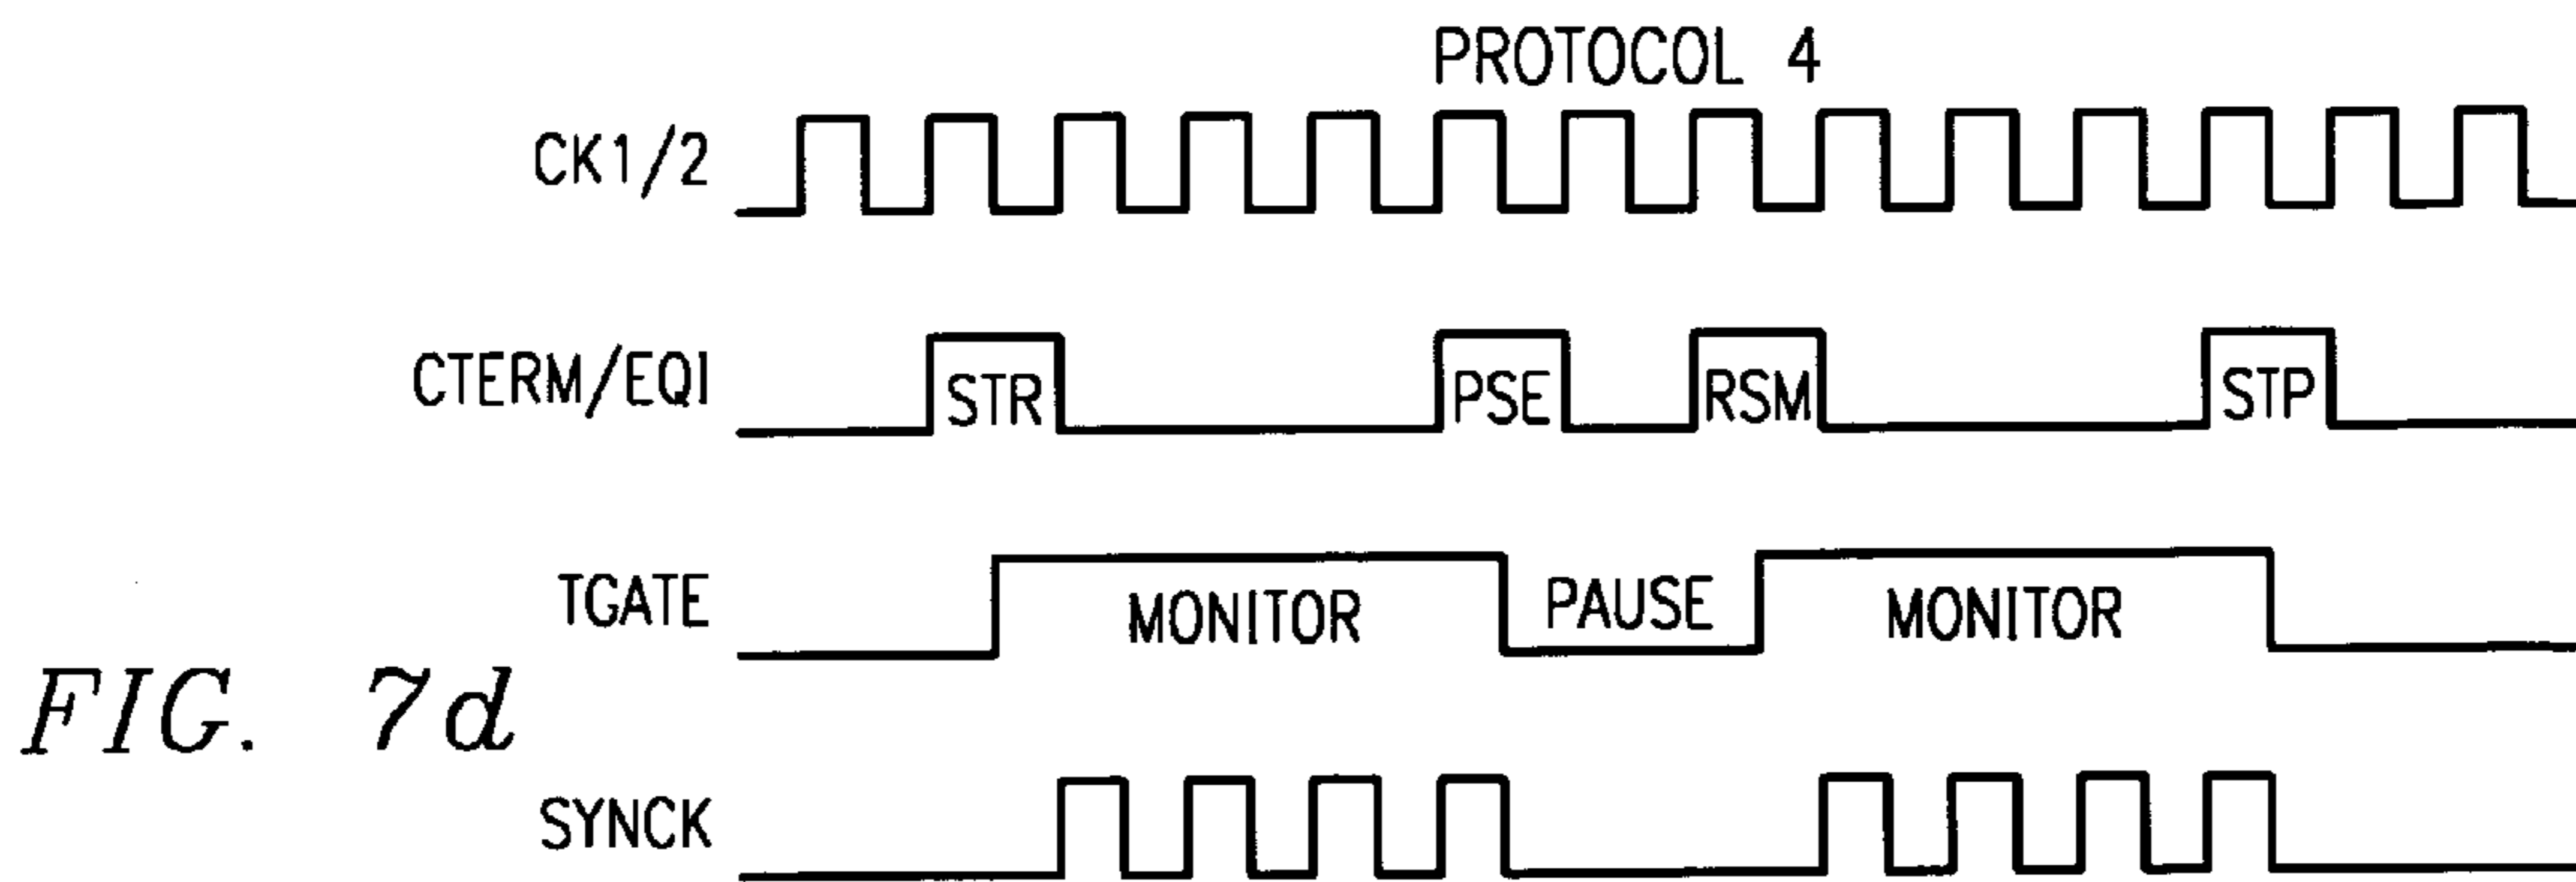 PROTOCOL 4
CK1/2
CTERM/EQI
STR
PSE
RSM
STP
TGATE
MONITOR
PAUSE
MONITOR
FIG. 7d
SYNCK